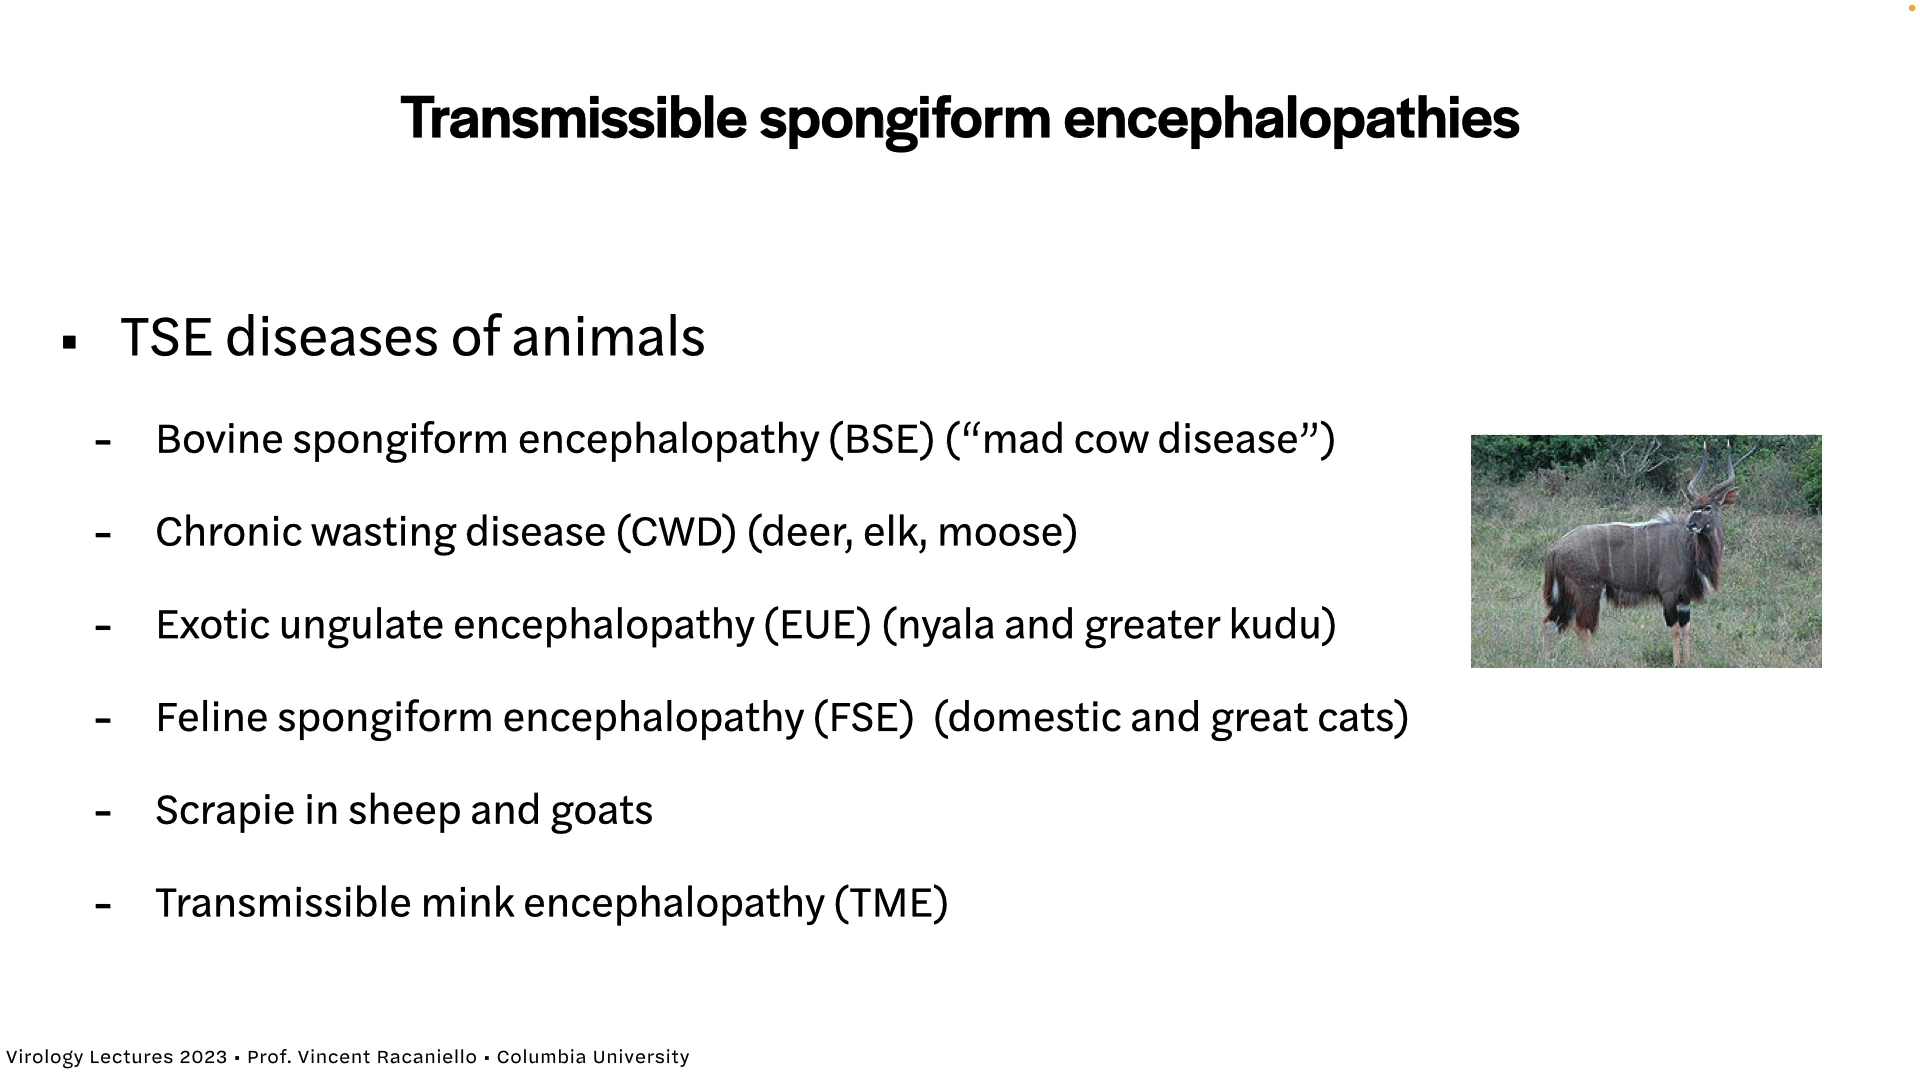 Transmissible spongiform encephalopathies
▪ TSE diseases of animals
- Bovine spongiform encephalopathy (BSE) (“mad cow disease”)
- Chronic wasting disease (CWD) (deer, elk, moose)
- Exotic ungulate encephalopathy (EUE) (nyala and greater kudu)
- Feline spongiform encephalopathy (FSE)  (domestic and great cats)
- Scrapie in sheep and goats
- Transmissible mink encephalopathy (TME)
Virology Lectures 2023 ▪ Prof. Vincent Racaniello ▪ Columbia University